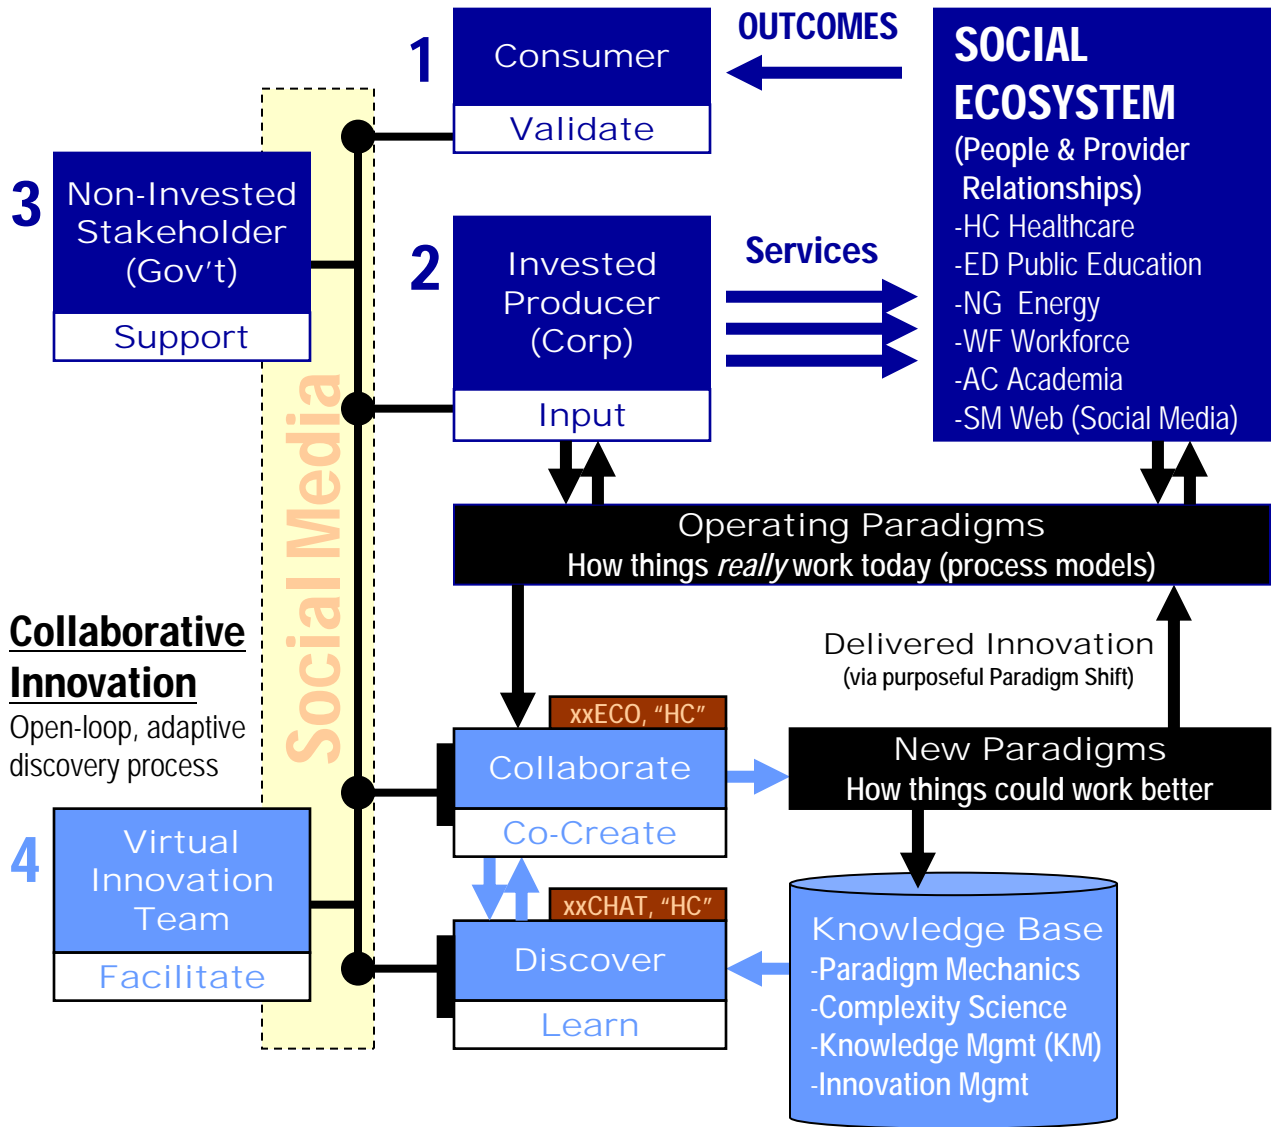 1
Consumer
Validate
OUTCOMES
SOCIAL
ECOSYSTEM
(People & Provider
Relationships)
-HC Healthcare
-ED Public Education
-NG Energy
-WF Workforce
-AC Academia
-SM Web (Social Media)
3
Non-Invested
Stakeholder
(Gov't)
Support
2
Invested
Producer
(Corp)
Input
Services
Social Media
Operating Paradigms
How things really work today (process models)
Collaborative
Innovation
Open-loop, adaptive
discovery process
Delivered Innovation
(via purposeful Paradigm Shift)
xxECO, “HC”
Collaborate
Co-Create
New Paradigms
How things could work better
4
Virtual
Innovation
Team
Facilitate
xxCHAT, “HC”
Discover
Learn
Knowledge Base
-Paradigm Mechanics
-Complexity Science
-Knowledge Mgmt (KM)
-Innovation Mgmt